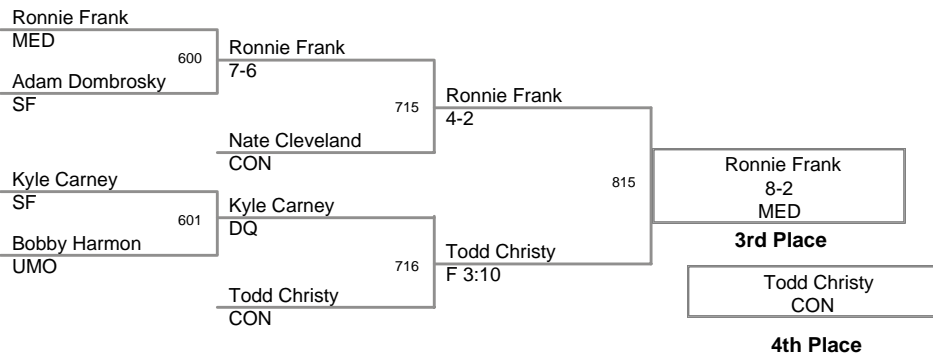 Ronnie Frank
MED
600
Adam Dombrosky
SF
Ronnie Frank
7-6
715
Nate Cleveland
CON
Ronnie Frank
4-2
Kyle Carney
SF
601
Bobby Harmon
UMO
Kyle Carney
DQ
716
Todd Christy
CON
Todd Christy
F 3:10
815
Ronnie Frank
8-2
MED
3rd Place
Todd Christy
CON
4th Place